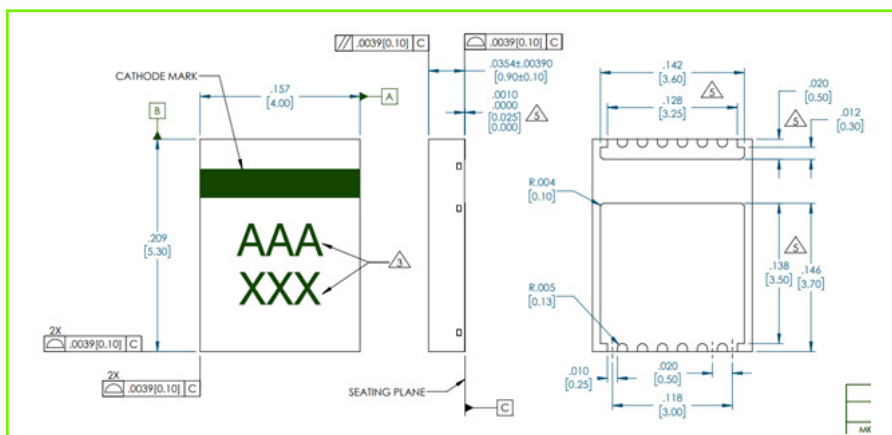 // .0039[0.10] C
.0039[0.10] C
.0354±.00390
[0.90±0.10]
.142
[3.60]
.020
[0.50]
CATHODE MARK
.157
[4.00]
A
.0010
.0000
[0.025]
[0.000]
5
.128
[3.25]
5
.012
[0.30]
5
B
R.004
[0.10]
.209
[5.30]
AAA
XXX
3
5
.138
[3.50]
.146
[3.70]
R.005
[0.13]
2X
.0039[0.10] C
2X
.0039[0.10] C
SEATING PLANE
C
.010
[0.25]
.020
[0.50]
.118
[3.00]